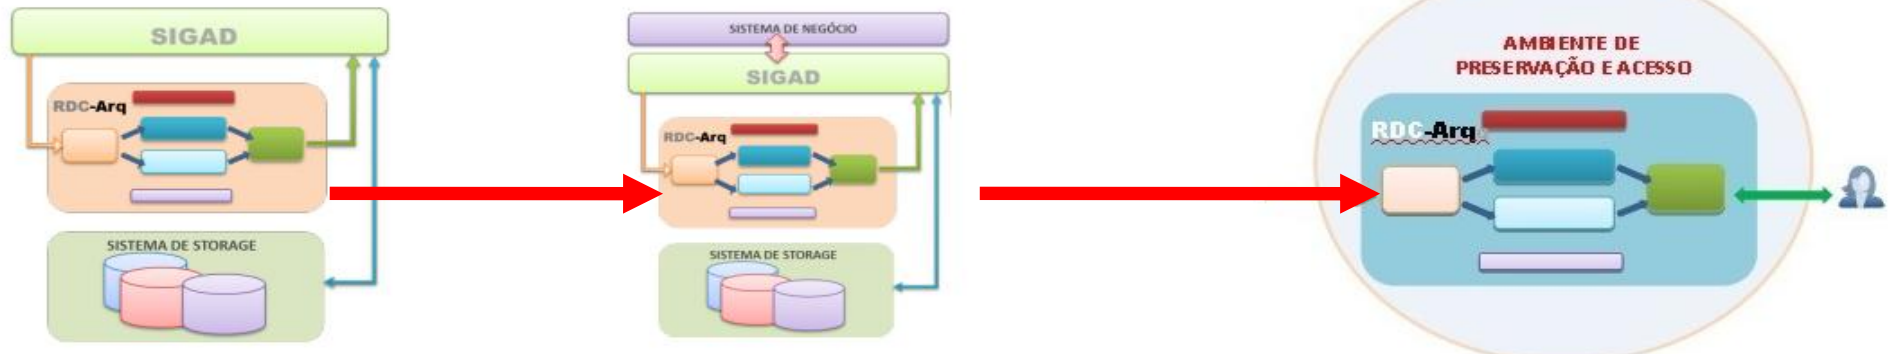 SIGAD
RDC-Arq
SISTEMA DE STORAGE
SISTEMA DE NEGÓCIO
SIGAD
RDC-Arq
SISTEMA DE STORAGE
AMBIENTE DE
PRESERVAÇÃO E ACESSO
RDC-Arq